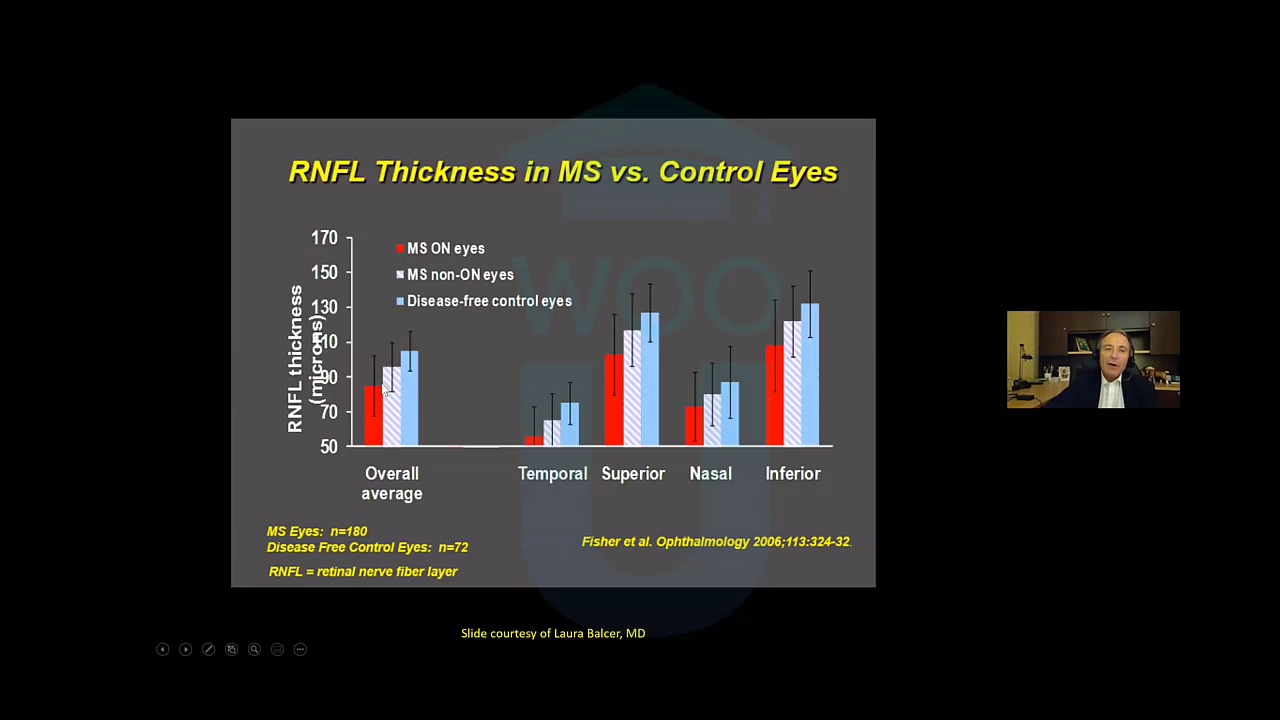 RNFL Thickness in MS vs. Control Eyes
170
150
130
110
90
70
50
RNFL thickness
(microns)
MS ON eyes
MS non-ON eyes
Disease-free control eyes
Overall
average
Temporal
Superior
Nasal
Inferior
MS Eyes: n=180
Disease Free Control Eyes: n=72
RNFL = retinal nerve fiber layer
Fisher et al. Ophthalmology 2006;113:324-32.
WOO
Slide courtesy of Laura Balcer, MD